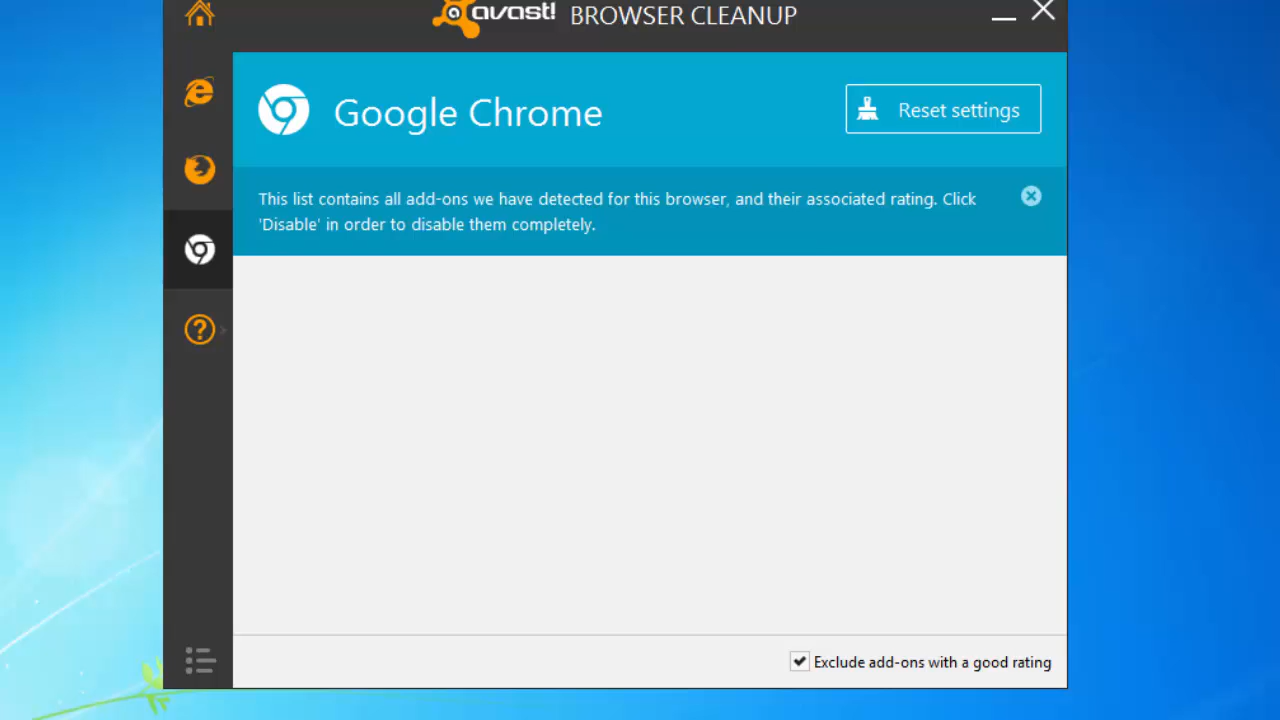 avast! BROWSER CLEANUP
Google Chrome
Reset settings
This list contains all add-ons we have detected for this browser, and their associated rating. Click
'Disable' in order to disable them completely.
Exclude add-ons with a good rating